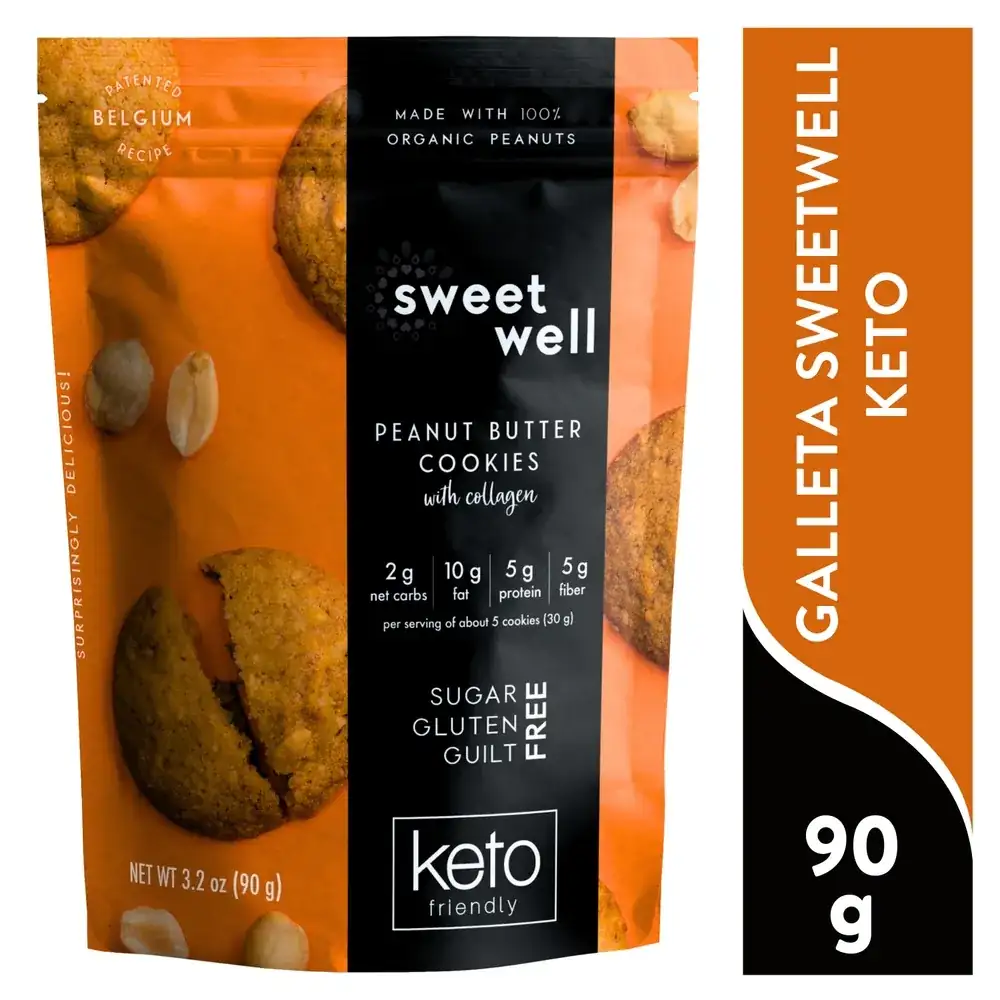 PATENTED
BELGIUM
RECIPE
MADE WITH 100%
ORGANIC PEANUTS
sweet
well
PEANUT BUTTER
COOKIES
with collagen
2 g
net carbs
10 g
fat
5 g
protein
5 g
fiber
per serving of about 5 cookies (30 g)
SUGAR
GLUTEN
GUILT
FREE
keto
friendly
SURPRISINGLY DELICIOUS!
NET WT 3.2 oz (90 g)
GALLETA SWEETWELL
KETO
90
g